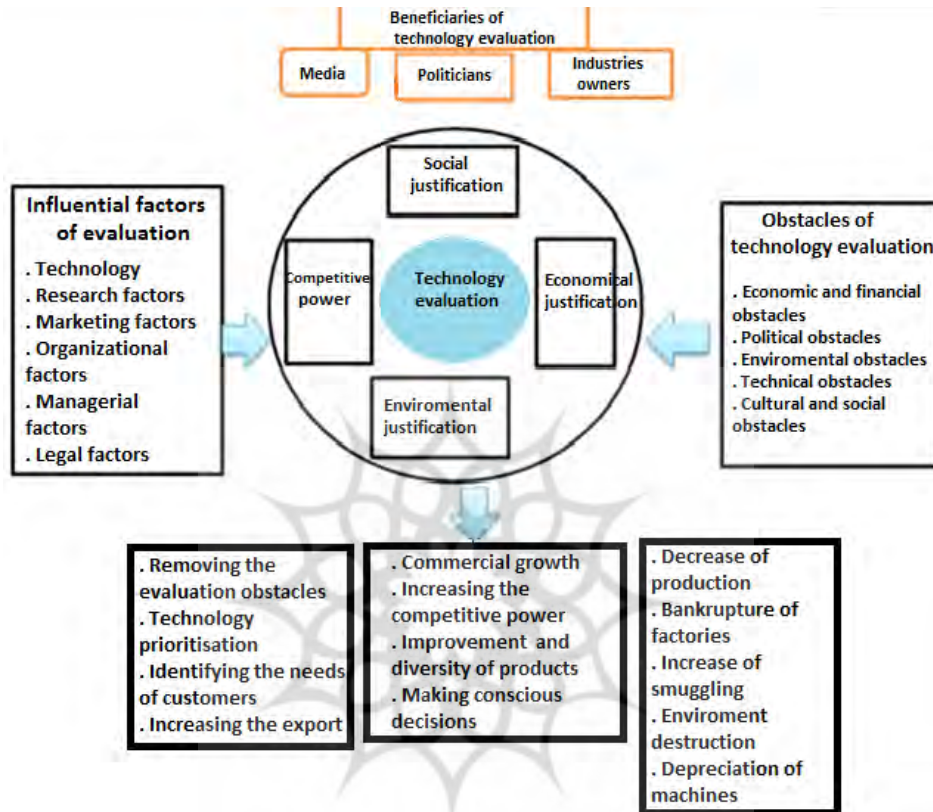 Beneficiaries of
technology evaluation
Media
Politicians
Industries
owners
Social
justification
Influential factors
of evaluation
. Technology
. Research factors
. Marketing factors
. Organizational
factors
. Managerial
factors
. Legal factors
Competitive
power
Technology
evaluation
Economical
justification
Enviromental
justification
Obstacles of
technology evaluation
. Economic and financial
obstacles
. Political obstacles
. Enviromental obstacles
. Technical obstacles
. Cultural and social
obstacles
. Removing the
evaluation obstacles
. Technology
prioritisation
. Identifying the needs
of customers
. Increasing the export
. Commercial growth
. Increasing the
competitive power
. Improvement and
diversity of products
. Making conscious
decisions
. Decrease of
production
. Bankrupture of
factories
. Increase of
smuggling
. Enviroment
destruction
. Depreciation of
machines